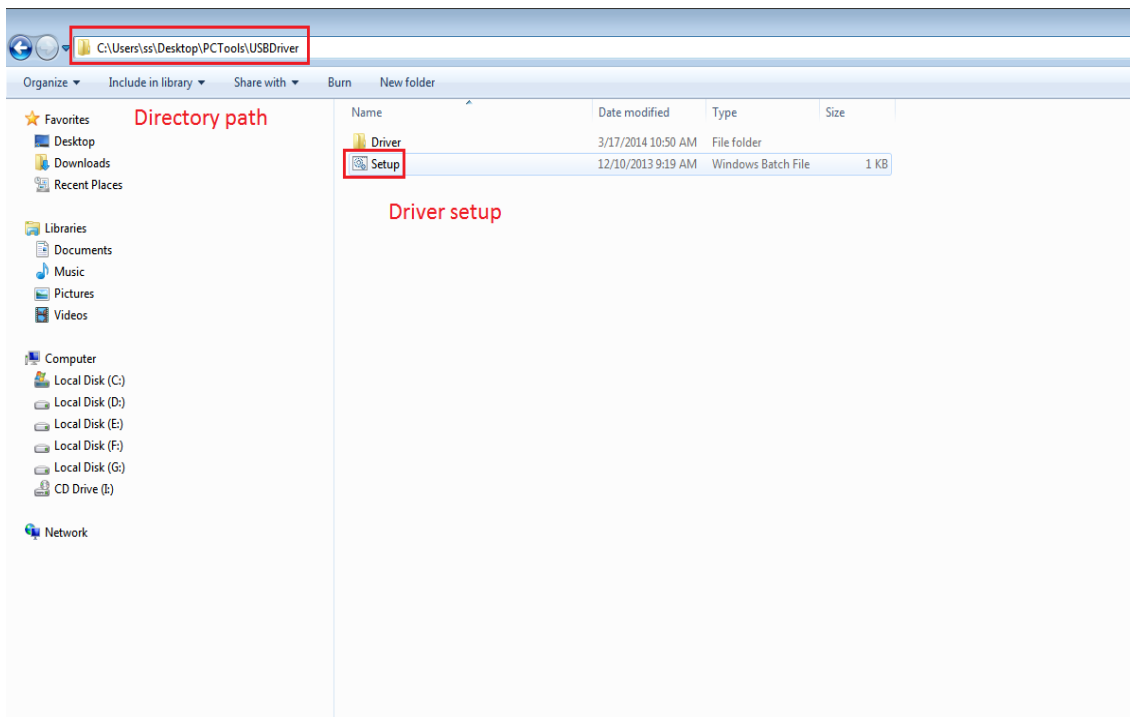 C:\Users\ss\Desktop\PCTools\USBDriver
Organize Include in library Share with Burn New folder
Directory path
Favorites
Desktop
Downloads
Recent Places
Libraries
Documents
Music
Pictures
Videos
Computer
Local Disk (C:)
Local Disk (D:)
Local Disk (E:)
Local Disk (F:)
Local Disk (G:)
CD Drive (I:)
Network
Name Date modified Type Size
Driver 3/17/2014 10:50 AM File folder
Setup 12/10/2013 9:19 AM Windows Batch File 1 KB
Driver setup